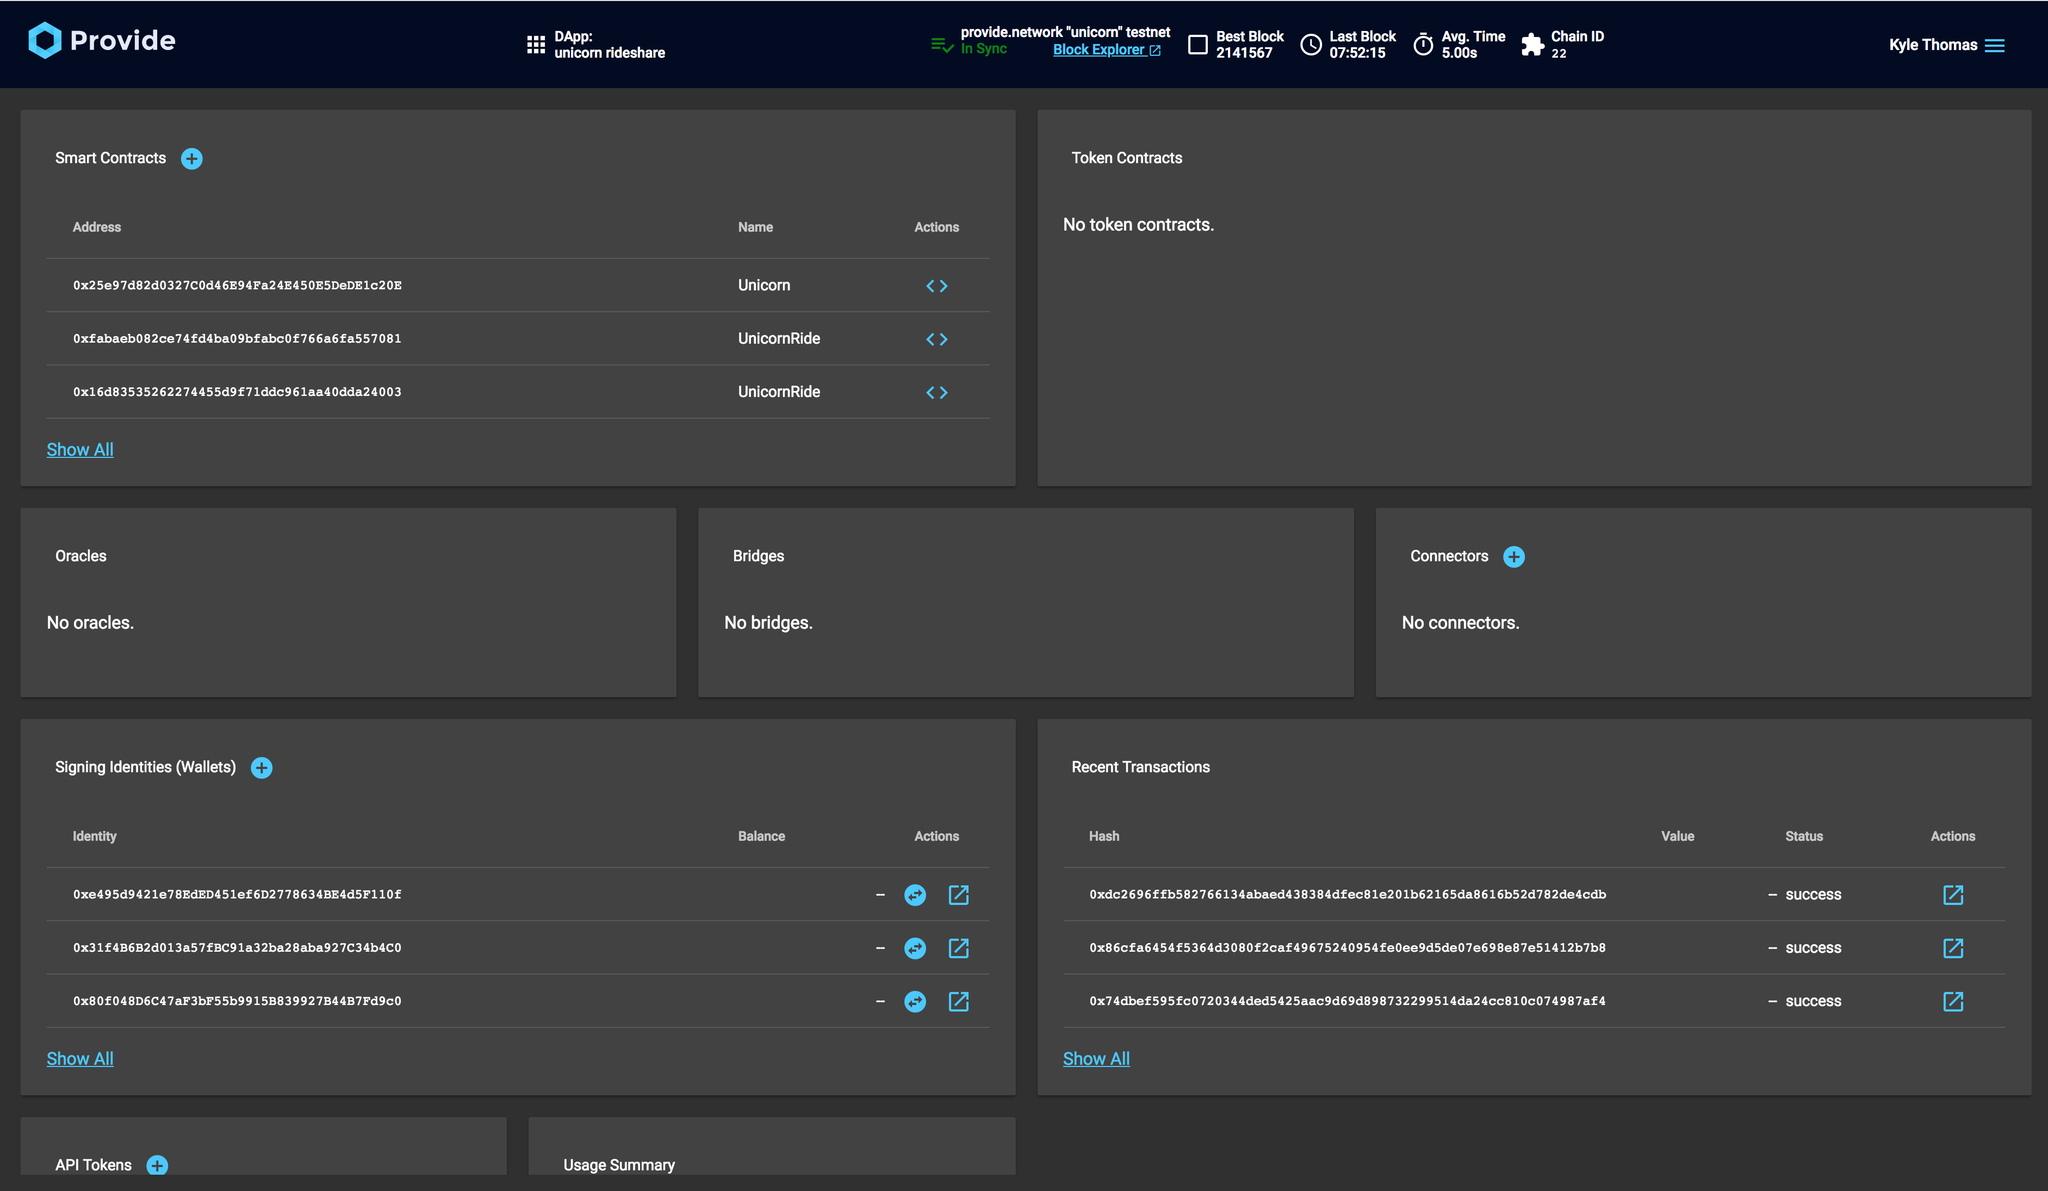 Provide
DApp:
unicorn rideshare
provide.network "unicorn" testnet
In Sync
Block Explorer
Best Block
2141567
Last Block
07:52:15
Avg. Time
5.00s
Chain ID
22
Kyle Thomas
Smart Contracts
Address Name Actions
0x25e97d82d0327C0d46E94Fa24E450E5DeDE1c20E Unicorn
0xfabaeb082ce74fd4ba09bfabc0f766a6fa557081 UnicornRide
0x16d83535262274455d9f71ddc961aa40dda24003 UnicornRide
Show All
Token Contracts
No token contracts.
Oracles
No oracles.
Bridges
No bridges.
Connectors
No connectors.
Signing Identities (Wallets)
Identity Balance Actions
0xe495d9421e78EdED451ef6D2778634BE4d5F110f –
0x31f4B6B2d013a57fBC91a32ba28aba927C34b4C0 –
0x80f048D6C47aF3bF55b9915B839927B44B7Fd9c0 –
Show All
Recent Transactions
Hash Value Status Actions
0xdc2696ffb582766134abaed438384dfec81e201b62165da8616b52d782de4cdb – success
0x86cfa6454f5364d3080f2caf49675240954fe0ee9d5de07e698e87e51412b7b8 – success
0x74dbef595fc0720344ded5425aac9d69d898732299514da24cc810c074987af4 – success
Show All
API Tokens
Usage Summary